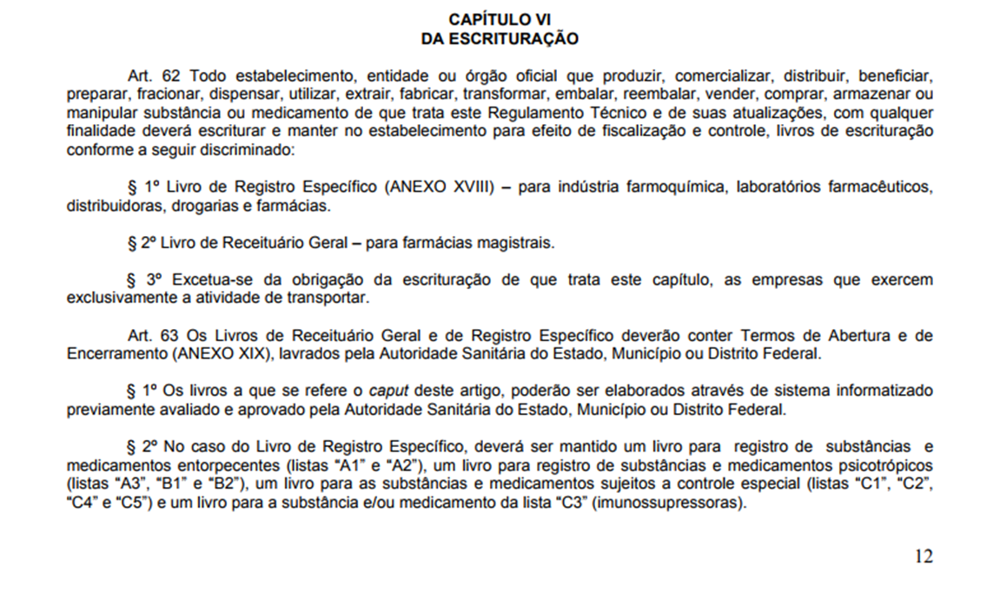 CAPÍTULO VI
DA ESCRITURAÇÃO
Art. 62 Todo estabelecimento, entidade ou órgão oficial que produzir, comercializar, distribuir, beneficiar,
preparar, fracionar, dispensar, utilizar, extrair, fabricar, transformar, embalar, reembalar, vender, comprar, armazenar ou
manipular substância ou medicamento de que trata este Regulamento Técnico e de suas atualizações, com qualquer
finalidade deverá escriturar e manter no estabelecimento para efeito de fiscalização e controle, livros de escrituração
conforme a seguir discriminado:
§ 1º Livro de Registro Específico (ANEXO XVIII) – para indústria farmoquímica, laboratórios farmacêuticos,
distribuidoras, drogarias e farmácias.
§ 2º Livro de Receituário Geral – para farmácias magistrais.
§ 3º Excetua-se da obrigação da escrituração de que trata este capítulo, as empresas que exercem
exclusivamente a atividade de transportar.
Art. 63 Os Livros de Receituário Geral e de Registro Específico deverão conter Termos de Abertura e de
Encerramento (ANEXO XIX), lavrados pela Autoridade Sanitária do Estado, Município ou Distrito Federal.
§ 1º Os livros a que se refere o caput deste artigo, poderão ser elaborados através de sistema informatizado
previamente avaliado e aprovado pela Autoridade Sanitária do Estado, Município ou Distrito Federal.
§ 2º No caso do Livro de Registro Específico, deverá ser mantido um livro para registro de substâncias e
medicamentos entorpecentes (listas “A1” e “A2”), um livro para registro de substâncias e medicamentos psicotrópicos
(listas “A3”, “B1” e “B2”), um livro para as substâncias e medicamentos sujeitos a controle especial (listas “C1”, “C2”,
“C4” e “C5”) e um livro para a substância e/ou medicamento da lista “C3” (imunossupressoras).
12